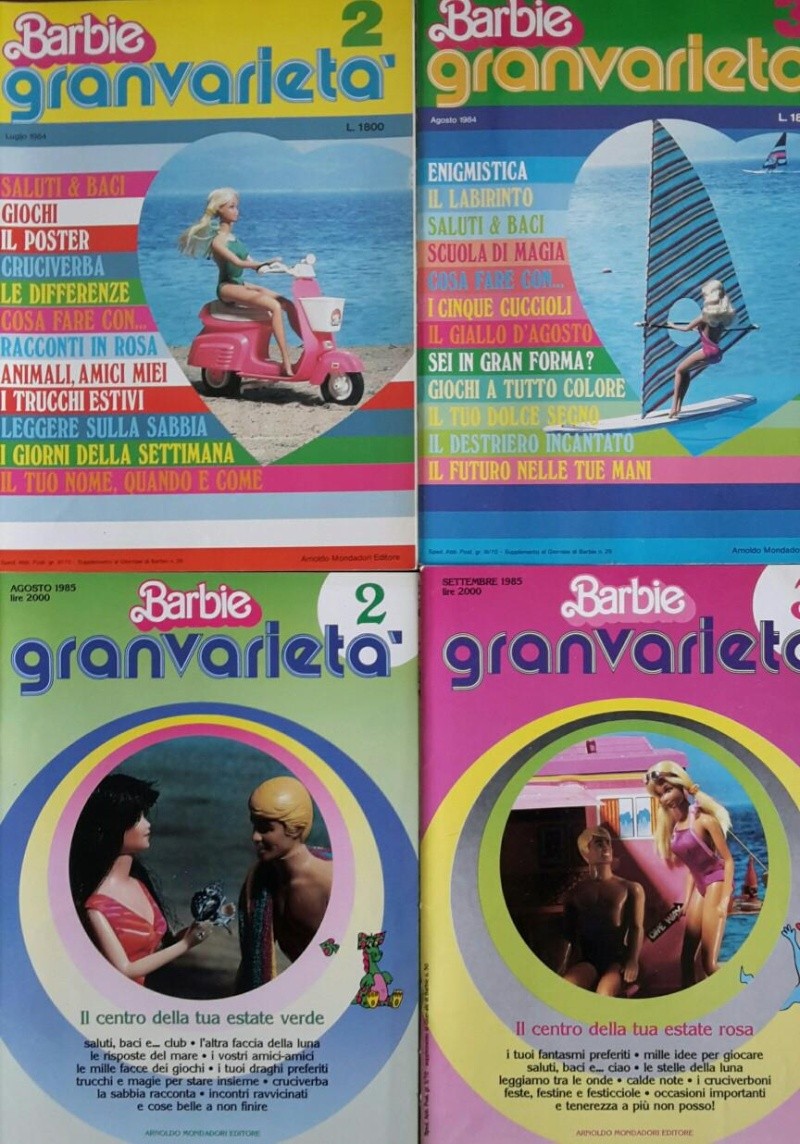 Barbie
2
granvarieta'
Luglio 1984
L. 1800
SALUTI & BACI
GIOCHI
IL POSTER
CRUCIVERBA
LE DIFFERENZE
COSA FARE CON...
RACCONTI IN ROSA
ANIMALI, AMICI MIEI
I TRUCCHI ESTIVI
LEGGERE SULLA SABBIA
I GIORNI DELLA SETTIMANA
IL TUO NOME, QUANDO E COME
Arnoldo Mondadori Editore
Barbie
3
granvarieta
Agosto 1984
L. 18
ENIGMISTICA
IL LABIRINTO
SALUTI & BACI
SCUOLA DI MAGIA
COSA FARE CON...
I CINQUE CUCCIOLI
IL GIALLO D'AGOSTO
SEI IN GRAN FORMA?
GIOCHI A TUTTO COLORE
IL TUO DOLCE SEGNO
IL DESTRIERO INCANTATO
IL FUTURO NELLE TUE MANI
Arnoldo Mondadori
AGOSTO 1985
lire 2000
Barbie
2
granvarieta'
Il centro della tua estate verde
saluti, baci e... club • l'altra faccia della luna
le risposte del mare • i vostri amici-amici
le mille facce dei giochi • i tuoi draghi preferiti
trucchi e magie per stare insieme • cruciverba
la sabbia racconta • incontri ravvicinati
e cose belle a non finire
ARNOLDO MONDADORI EDITORE
SETTEMBRE 1985
lire 2000
Barbie
3
granvarieta
Il centro della tua estate rosa
i tuoi fantasmi preferiti • mille idee per giocare
saluti, baci e... ciao • le stelle della luna
leggiamo tra le onde • calde note • i cruciverboni
feste, festine e festicciole • occasioni importanti
e tenerezza a più non posso!
ARNOLDO MONDADORI EDITORE